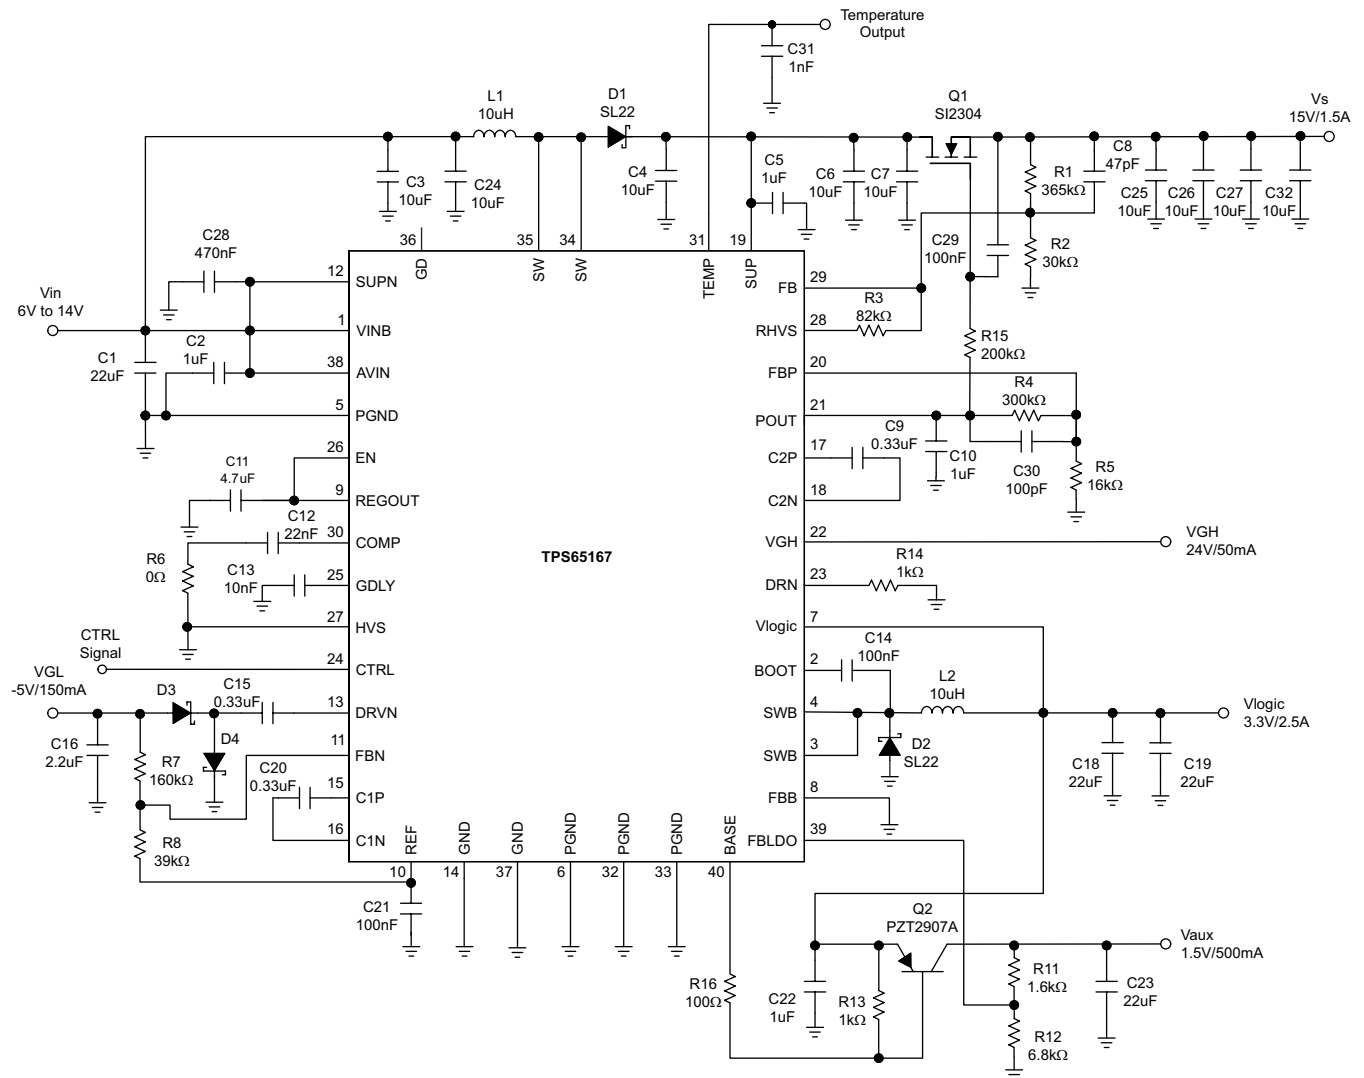 Temperature
Output
C31
1nF
L1
10uH
D1
SL22
Q1
SI2304
Vs
15V/1.5A
C3
10uF
C24
10uF
C4
10uF
C5
1uF
C6
10uF
C7
10uF
R1
365kΩ
C8
47pF
C25
10uF
C26
10uF
C27
10uF
C32
10uF
C28
470nF
36
35
34
31
19
GD
SW
SW
TEMP
SUP
C29
100nF
R2
30kΩ
Vin
6V to 14V
12
SUPN
1
VINB
C1
22uF
C2
1uF
38
AVIN
5
PGND
FB
29
RHVS
28
R3
82kΩ
R15
200kΩ
FBP
20
R4
300kΩ
POUT
21
C9
0.33uF
C10
1uF
C30
100pF
R5
16kΩ
C2P
17
C2N
18
26
EN
C11
4.7uF
9
REGOUT
C12
22nF
30
COMP
R6
0Ω
C13
10nF
25
GDLY
27
HVS
TPS65167
VGH
22
VGH
24V/50mA
R14
1kΩ
DRN
23
Vlogic
7
CTRL
Signal
24
CTRL
C14
100nF
BOOT
2
VGL
-5V/150mA
D3
C15
0.33uF
13
DRVN
L2
10uH
SWB
4
Vlogic
3.3V/2.5A
C16
2.2uF
R7
160kΩ
D4
11
FBN
D2
SL22
SWB
3
C18
22uF
C19
22uF
C20
0.33uF
15
C1P
FBB
8
R8
39kΩ
16
C1N
FBLDO
39
REF
GND
GND
PGND
PGND
PGND
BASE
10
14
37
6
32
33
40
C21
100nF
Q2
PZT2907A
Vaux
1.5V/500mA
R16
100Ω
C22
1uF
R13
1kΩ
R11
1.6kΩ
C23
22uF
R12
6.8kΩ